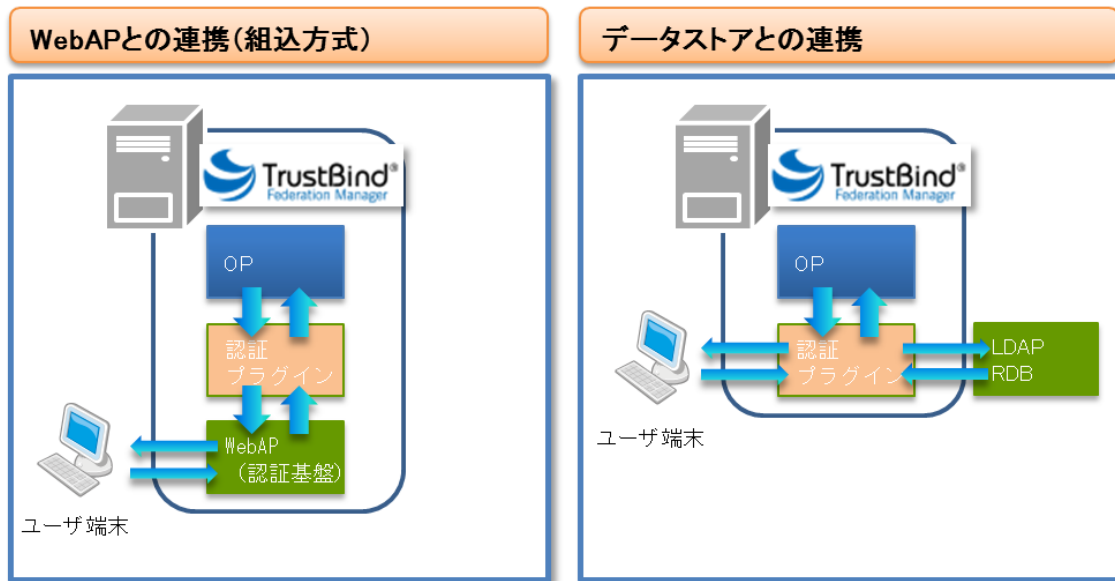 WebAPとの連携(組込方式)
TrustBind®
Federation Manager
OP
認証
プラグイン
WebAP
(認証基盤)
ユーザ端末
データストアとの連携
TrustBind®
Federation Manager
OP
認証
プラグイン
LDAP
RDB
ユーザ端末